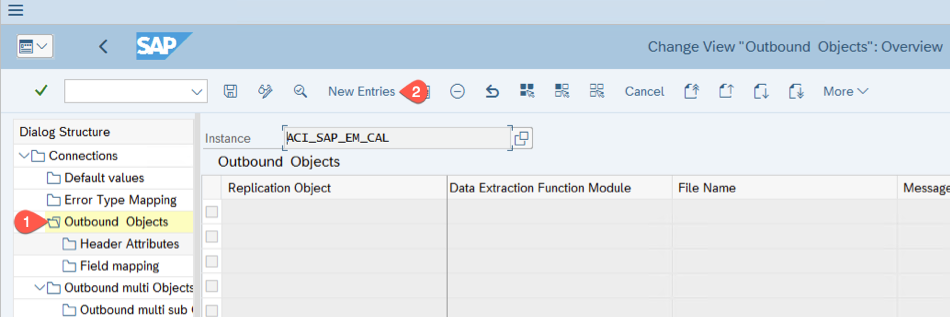 SAP
Change View "Outbound Objects": Overview
New Entries 2 Cancel More
Dialog Structure
Connections
Default values
Error Type Mapping
1 Outbound Objects
Header Attributes
Field mapping
Outbound multi Objects
Outbound multi sub
Instance ACI_SAP_EM_CAL
Outbound Objects
Replication Object Data Extraction Function Module File Name Message